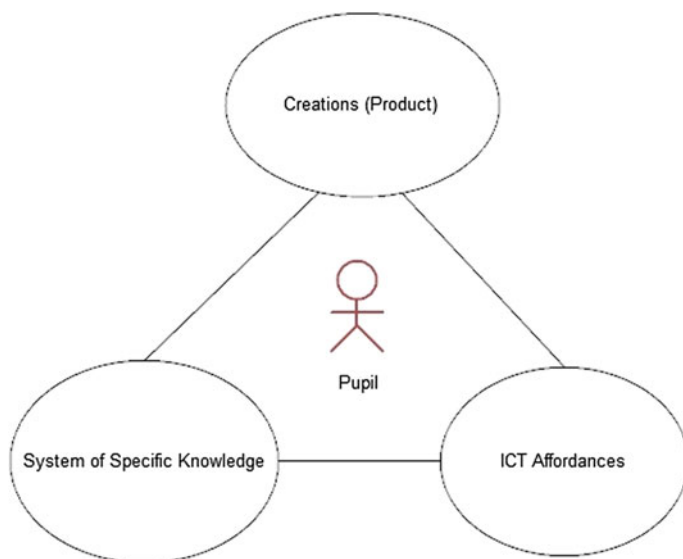 Creations (Product)
Pupil
System of Specific Knowledge
ICT Affordances